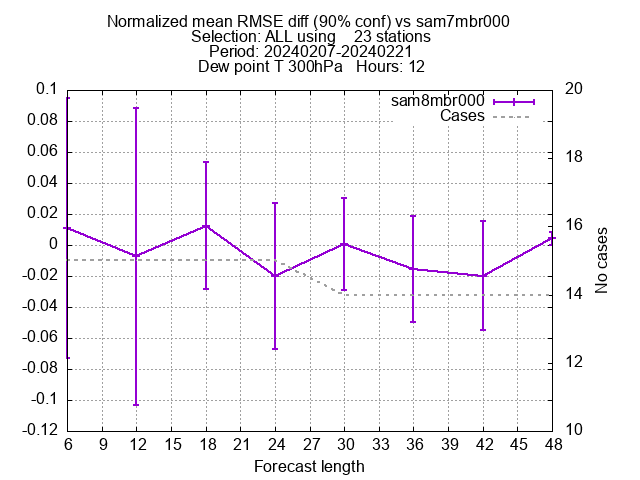 Normalized mean RMSE diff (90% conf) vs sam7mbr000
Selection: ALL using    23 stations
Period: 20240207-20240221
Dew point T 300hPa   Hours: 12
0.1
0.08
0.06
0.04
0.02
0
-0.02
-0.04
-0.06
-0.08
-0.1
-0.12
20
18
16
14
12
10
No cases
sam8mbr000
Cases
6 9 12 15 18 21 24 27 30 33 36 39 42 45 48
Forecast length